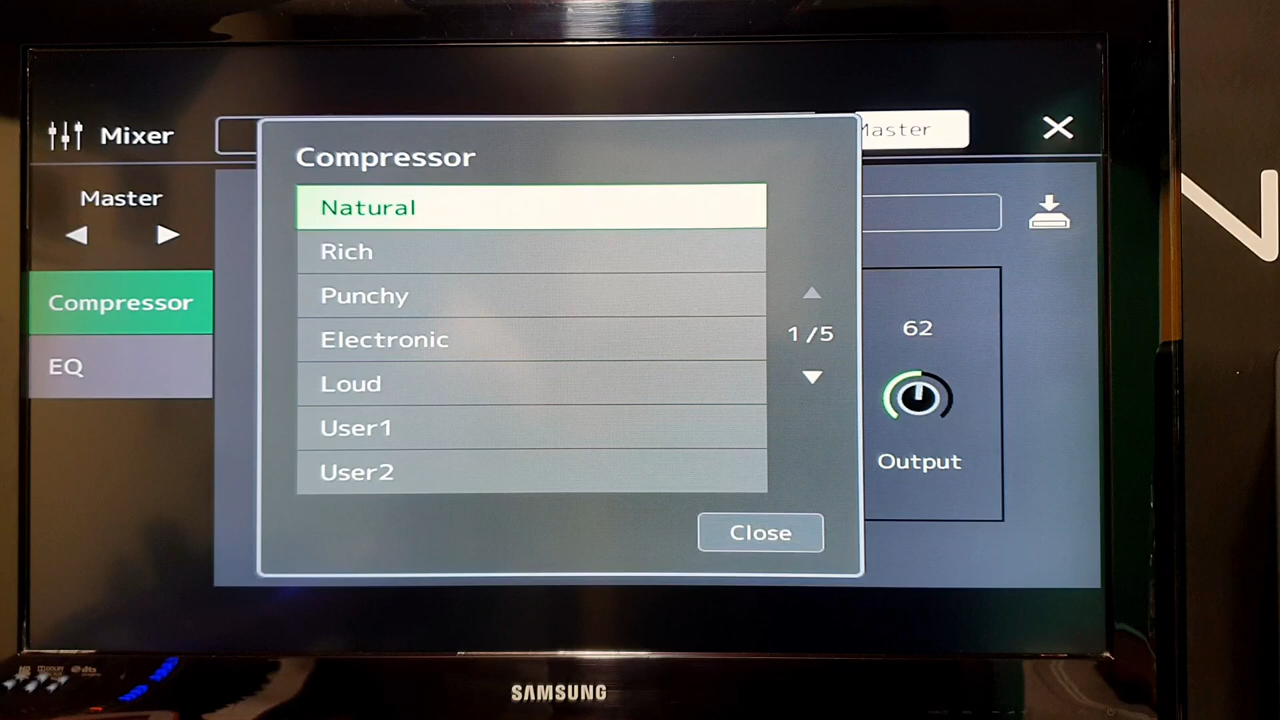 Mixer
Master
Master
Compressor
EQ
Compressor
Natural
Rich
Punchy
Electronic
Loud
User1
User2
1/5
Close
62
Output
SAMSUNG